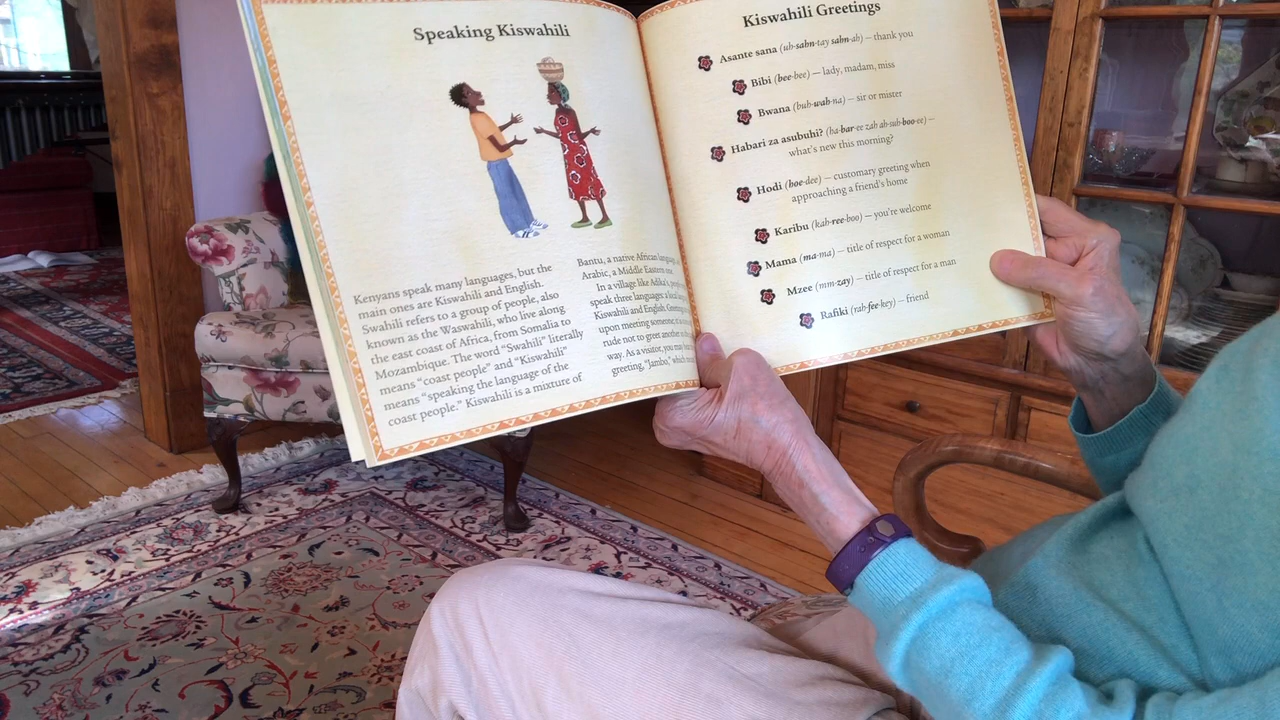 Speaking Kiswahili
Kenyans speak many languages, but the
main ones are Kiswahili and English.
Swahili refers to a group of people, also
known as the Waswahili, who live along
the east coast of Africa, from Somalia to
Mozambique. The word "Swahili" literally
means "coast people" and "Kiswahili"
means "speaking the language of the
coast people." Kiswahili is a mixture of
Bantu, a native African
Arabic, a Middle Eastern
In a village like
speak three languages
Kiswahili and English.
upon meeting someone,
rude not to greet another
way. As a visitor, you may
greeting, "Jambo," which
Kiswahili Greetings
Asante sana (uh-sahn-tay sahn-ah) — thank you
Bibi (bee-bee) — lady, madam, miss
Bwana (buh-wah-na) — sir or mister
Habari za asubuhi? (ha-bar-ee zah ah-suh-boo-ee) —
what's new this morning?
Hodi (hoe-dee) — customary greeting when
approaching a friend's home
Karibu (kah-ree-boo) — you're welcome
Mama (ma-ma) — title of respect for a woman
Mzee (mm-zay) — title of respect for a man
Rafiki (rah-fee-key) — friend